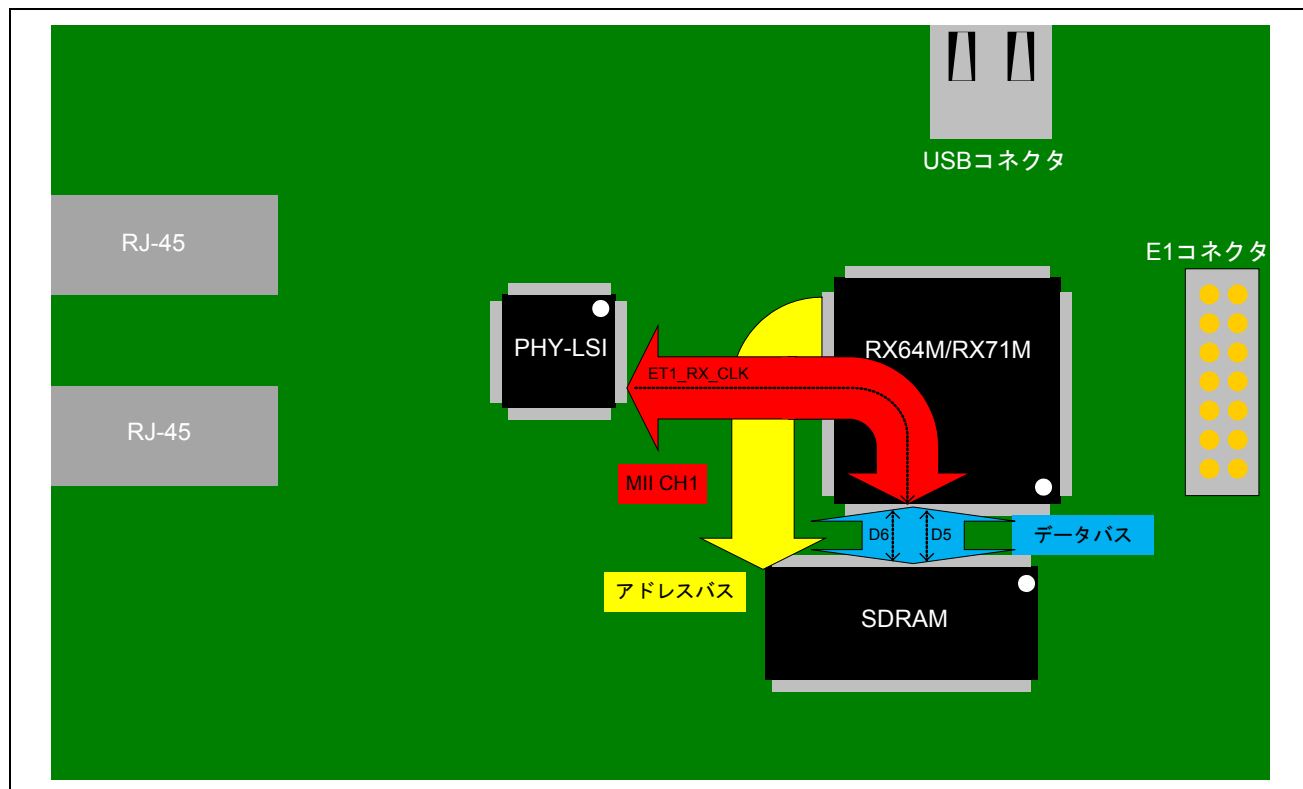 USBコネクタ
RJ-45
E1コネクタ
PHY-LSI
RX64M/RX71M
ET1_RX_CLK
RJ-45
MII CH1
D6
D5
データバス
アドレスバス
SDRAM